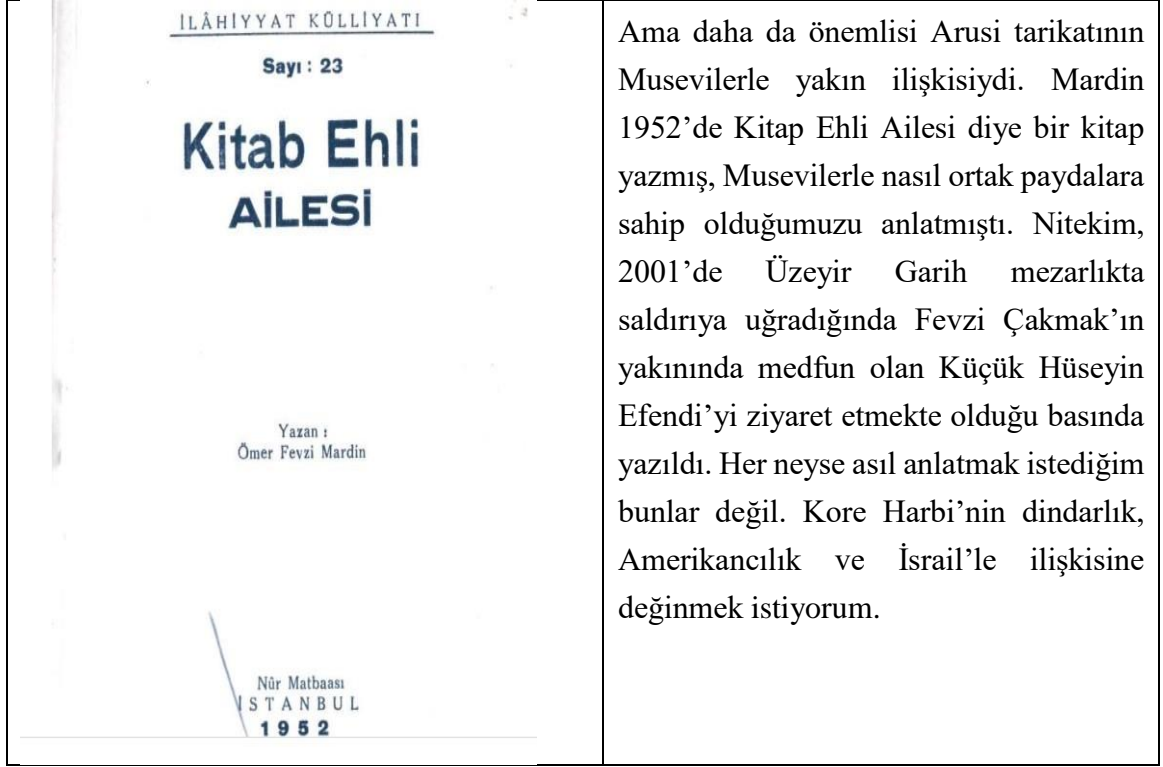 İLÂHİYYAT KÜLLİYATI
Sayı : 23
Kitab Ehli
AİLESİ
Yazan :
Ömer Fevzi Mardin
Nûr Matbaası
İSTANBUL
1952
Ama daha da önemlisi Arusi tarikatının
Musevilerle yakın ilişkisiydi. Mardin
1952’de Kitap Ehli Ailesi diye bir kitap
yazmış, Musevilerle nasıl ortak paydalara
sahip olduğumuzu anlatmıştı. Nitekim,
2001’de Üzeyir Garih mezarlıkta
saldırıya uğradığında Fevzi Çakmak’ın
yakınında medfun olan Küçük Hüseyin
Efendi’yi ziyaret etmekte olduğu basında
yazıldı. Her neyse asıl anlatmak istediğim
bunlar değil. Kore Harbi’nin dindarlık,
Amerikancılık ve İsrail’le ilişkisine
değinmek istiyorum.